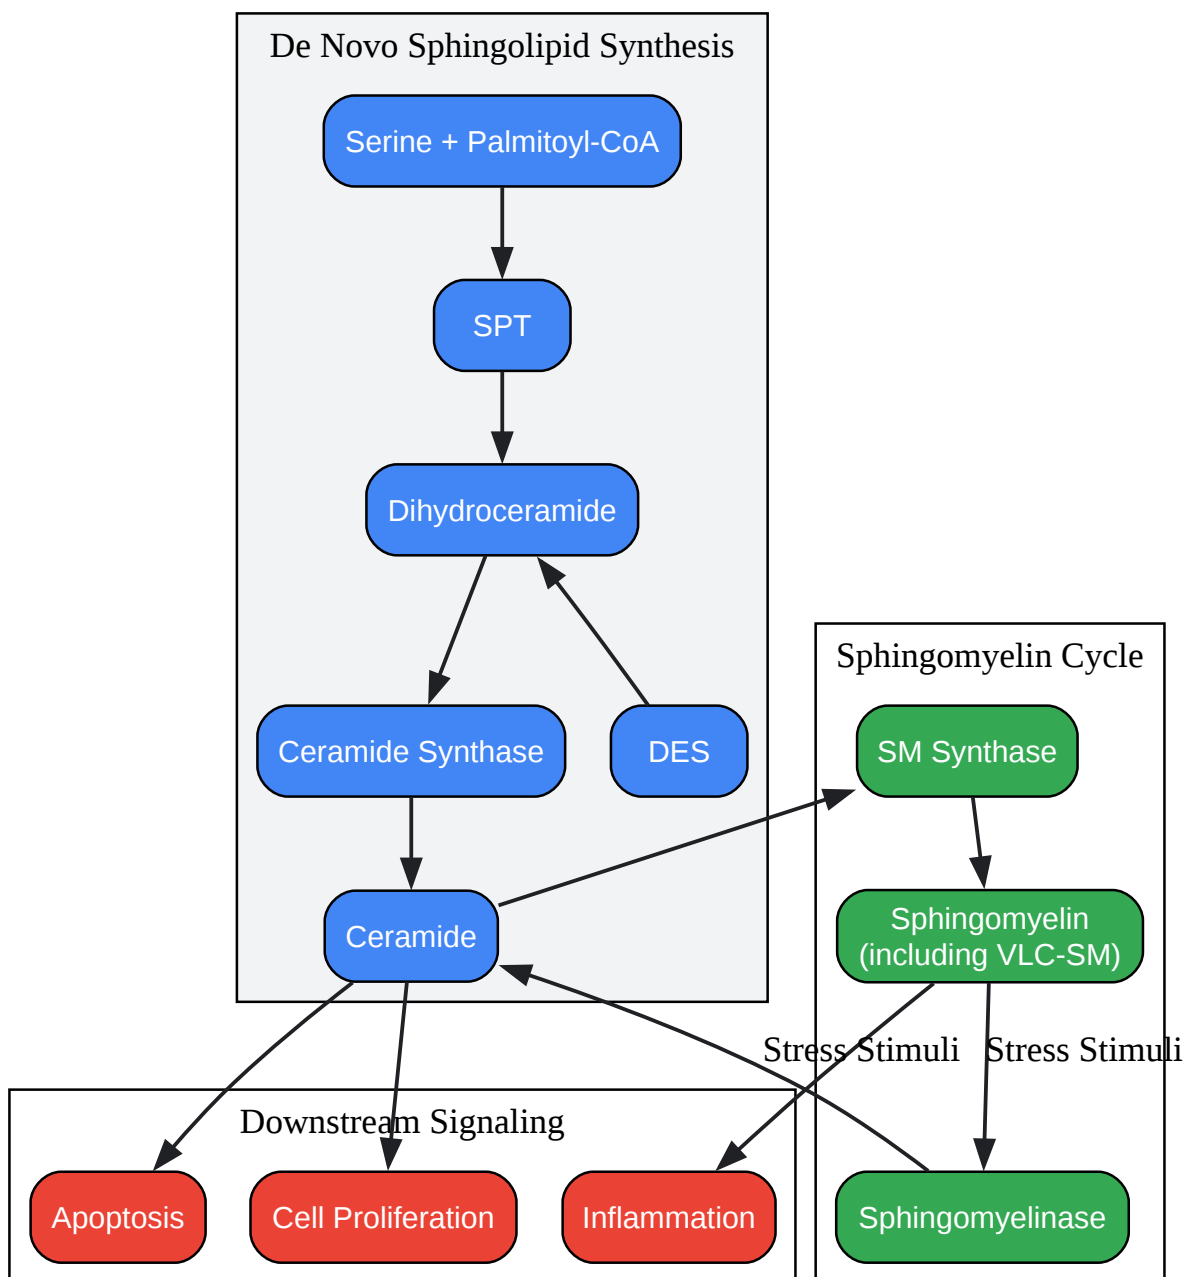 De Novo Sphingolipid Synthesis
Serine + Palmitoyl-CoA
SPT
Dihydroceramide
Ceramide Synthase
DES
Ceramide
Sphingomyelin Cycle
SM Synthase
Sphingomyelin
(including VLC-SM)
Stress Stimuli
Stress Stimuli
Sphingomyelinase
Downstream Signaling
Apoptosis
Cell Proliferation
Inflammation